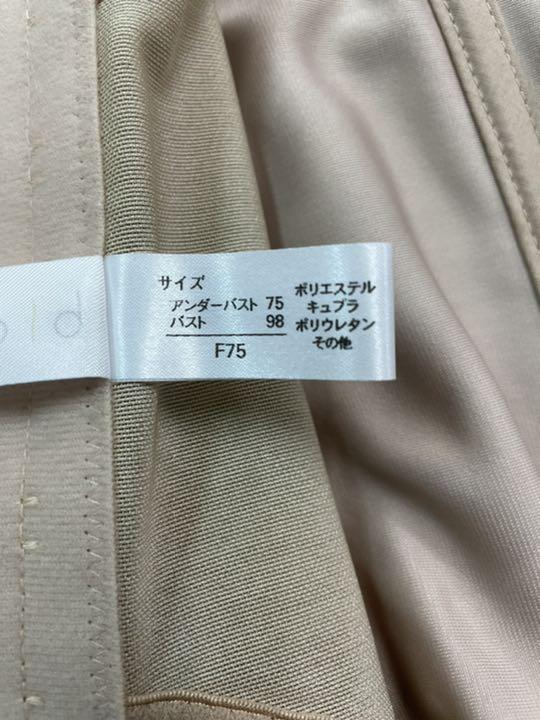 サイズ
アンダーバスト 75
バスト 98
F75
ポリエステル
キュプラ
ポリウレタン
その他